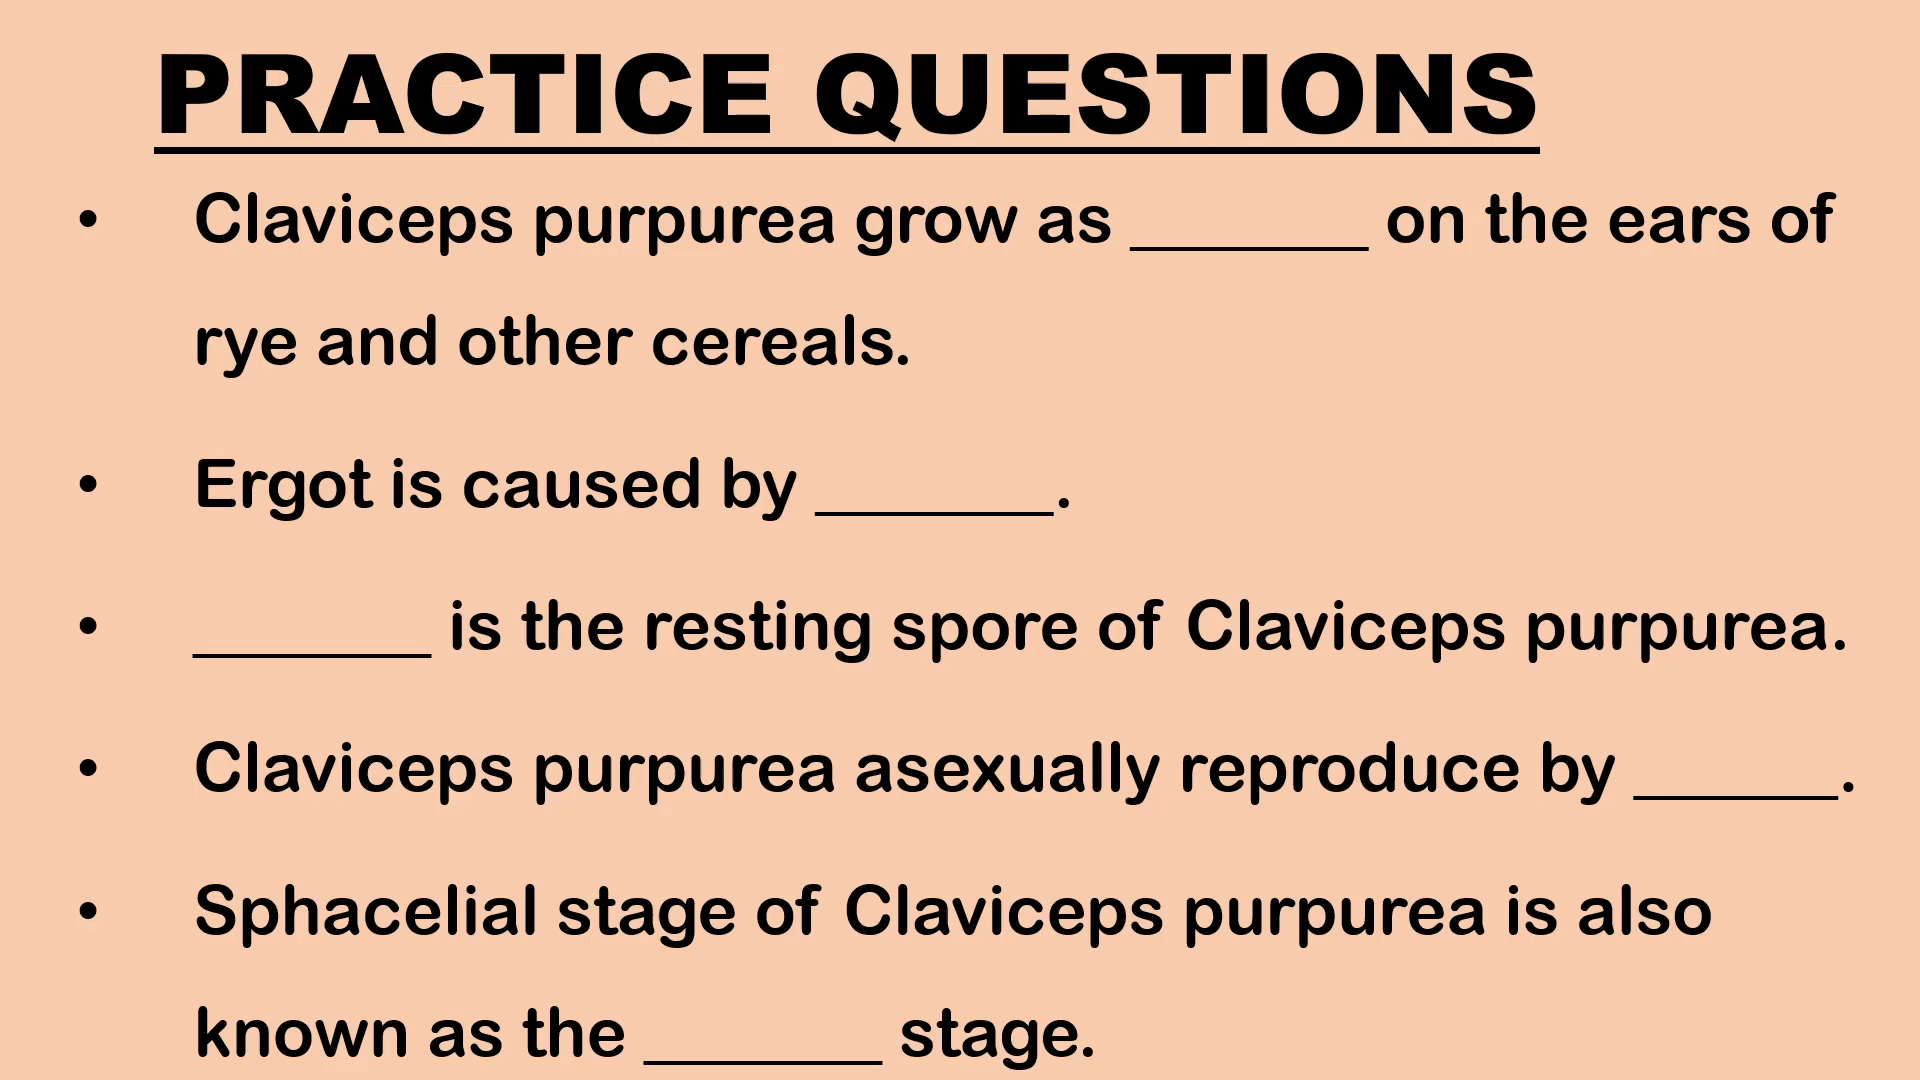 PRACTICE QUESTIONS
• Claviceps purpurea grow as _______ on the ears of
rye and other cereals.
• Ergot is caused by _______.
• _______ is the resting spore of Claviceps purpurea.
• Claviceps purpurea asexually reproduce by ______.
• Sphacelial stage of Claviceps purpurea is also
known as the _______ stage.